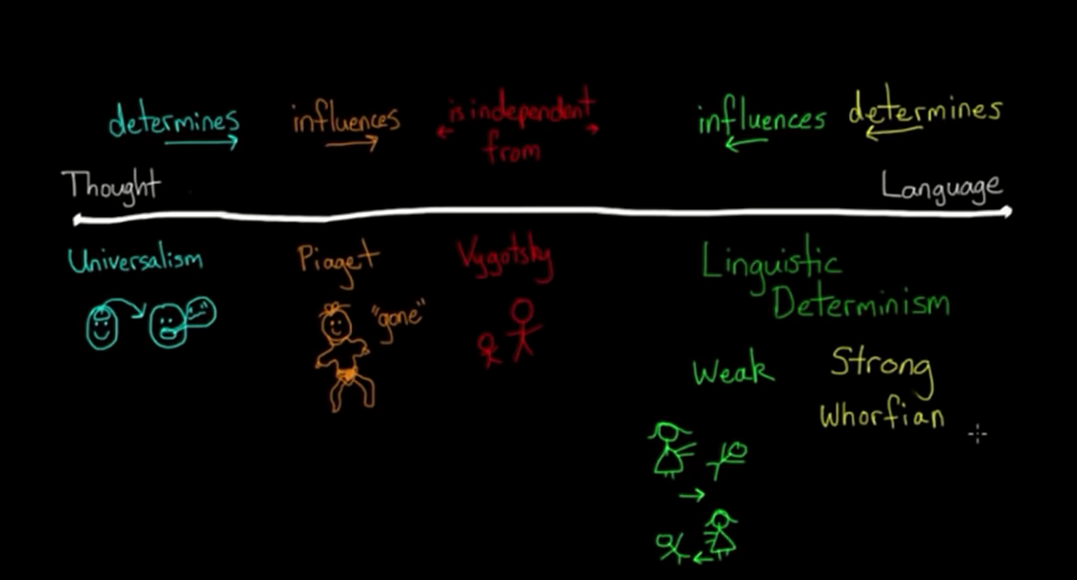 determines
influences
is independent
from
influences
determines
Thought
Language
Universalism
Piaget
Vygotsky
Linguistic
Determinism
"gone"
Weak
Strong
Whorfian